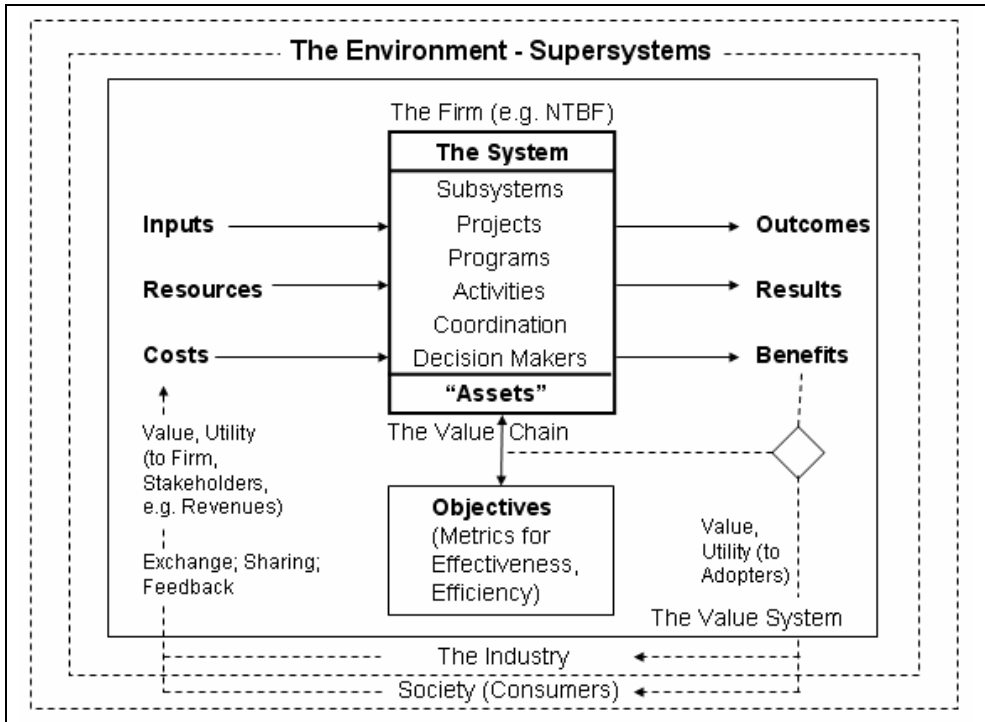 The Environment - Supersystems
The Firm (e.g. NTBF)
The System
Subsystems
Projects
Programs
Activities
Coordination
Decision Makers
“Assets”
Inputs
Resources
Costs
Outcomes
Results
Benefits
Value, Utility
(to Firm,
Stakeholders,
e.g. Revenues)
Exchange; Sharing;
Feedback
The Value Chain
Objectives
(Metrics for
Effectiveness,
Efficiency)
Value,
Utility (to
Adopters)
The Value System
The Industry
Society (Consumers)